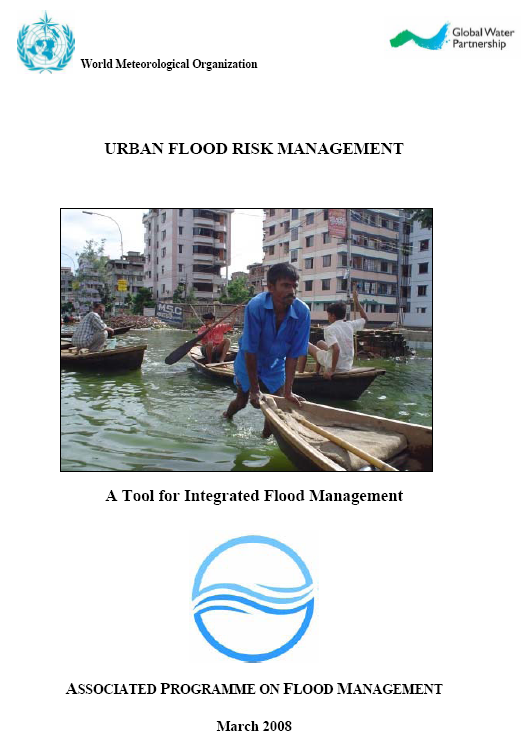 World Meteorological Organization
Global Water
Partnership
URBAN FLOOD RISK MANAGEMENT
MSC
A Tool for Integrated Flood Management
ASSOCIATED PROGRAMME ON FLOOD MANAGEMENT
March 2008